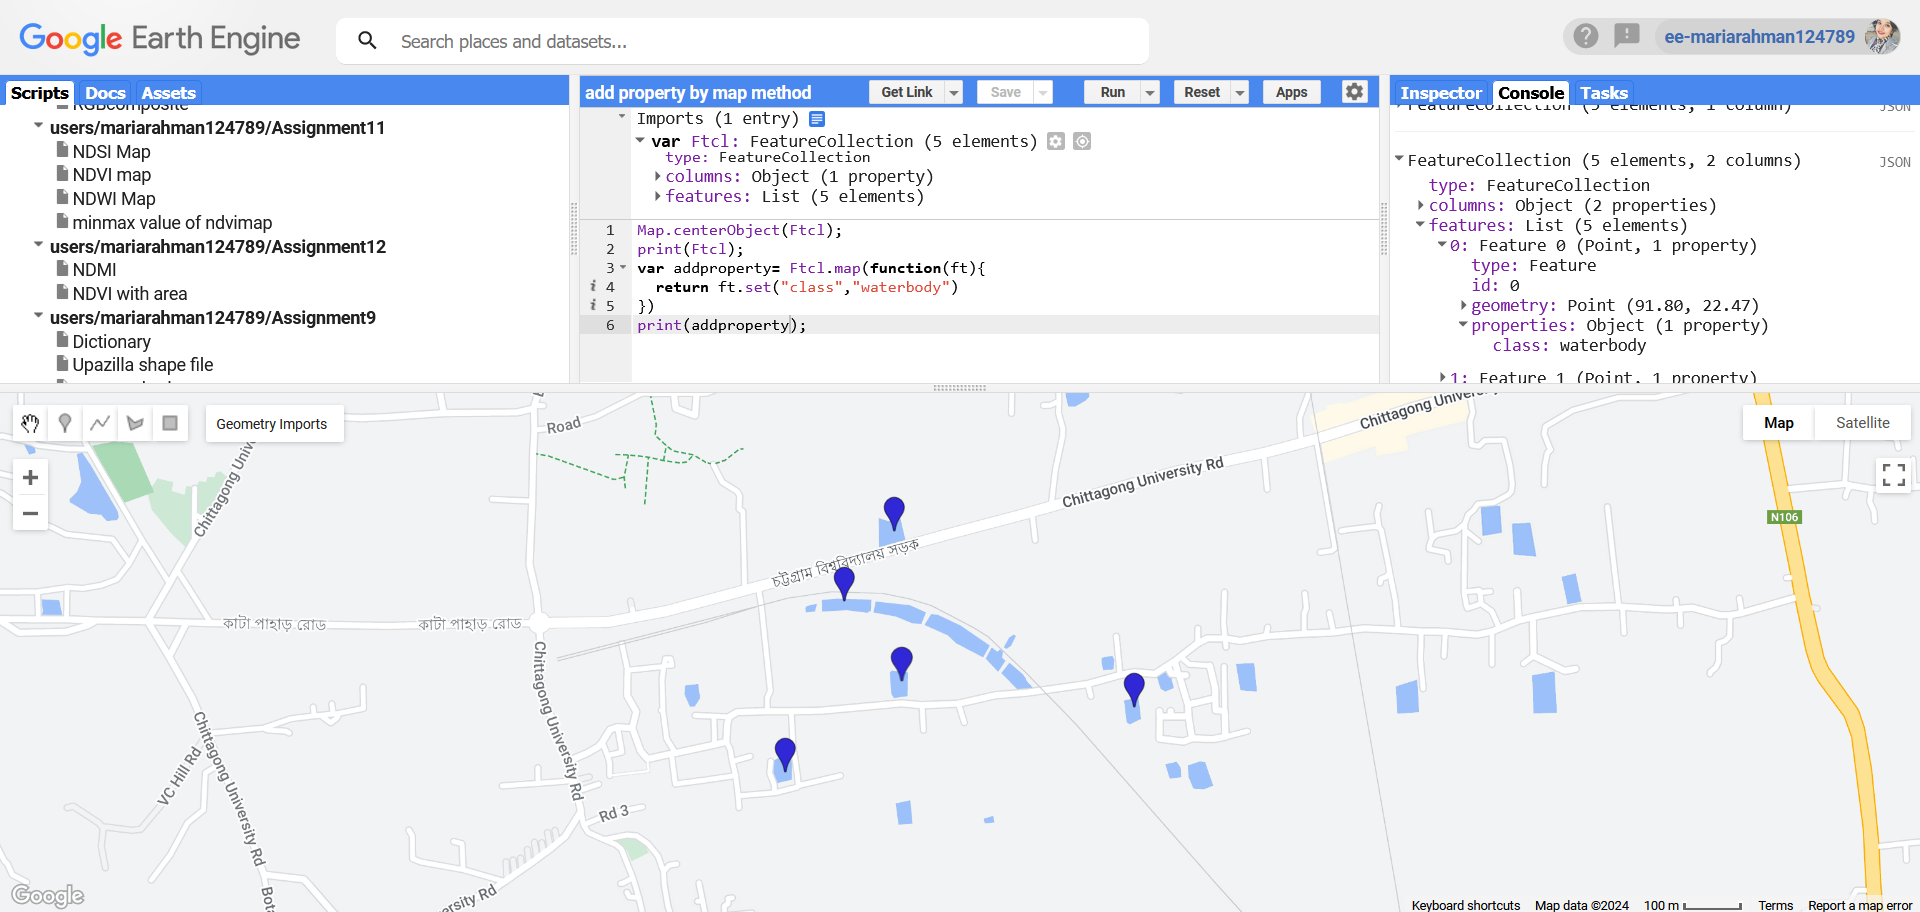 Google Earth Engine
Search places and datasets...
ee-mariarahman124789
Scripts Docs Assets
RGBcomposite
users/mariarahman124789/Assignment11
NDSI Map
NDVI map
NDWI Map
minmax value of ndvimap
users/mariarahman124789/Assignment12
NDMI
NDVI with area
users/mariarahman124789/Assignment9
Dictionary
Upazilla shape file
add property by map method
Get Link Save Run Reset Apps
Imports (1 entry)
var Ftcl: FeatureCollection (5 elements)
type: FeatureCollection
columns: Object (1 property)
features: List (5 elements)
1 Map.centerObject(Ftcl);
2 print(Ftcl);
3 var addproperty= Ftcl.map(function(ft){
i 4 return ft.set("class","waterbody")
i 5 })
6 print(addproperty);
Inspector Console Tasks
FeatureCollection (5 elements, 1 column) JSON
FeatureCollection (5 elements, 2 columns) JSON
type: FeatureCollection
columns: Object (2 properties)
features: List (5 elements)
0: Feature 0 (Point, 1 property)
type: Feature
id: 0
geometry: Point (91.80, 22.47)
properties: Object (1 property)
class: waterbody
1: Feature 1 (Point, 1 property)
Geometry Imports
Map Satellite
Road
Chittagong Univer
Chittagong Univ
Chittagong University Rd
N106
চট্টগ্রাম বিশ্ববিদ্যালয় সড়ক
কাটা পাহাড় রোড
কাটা পাহাড় রোড
Chittagong University Rd
Chittagong University Rd
VC Hill Rd
Rd 3
ersity Rd
Bota
Google
Keyboard shortcuts Map data ©2024 100 m Terms Report a map error